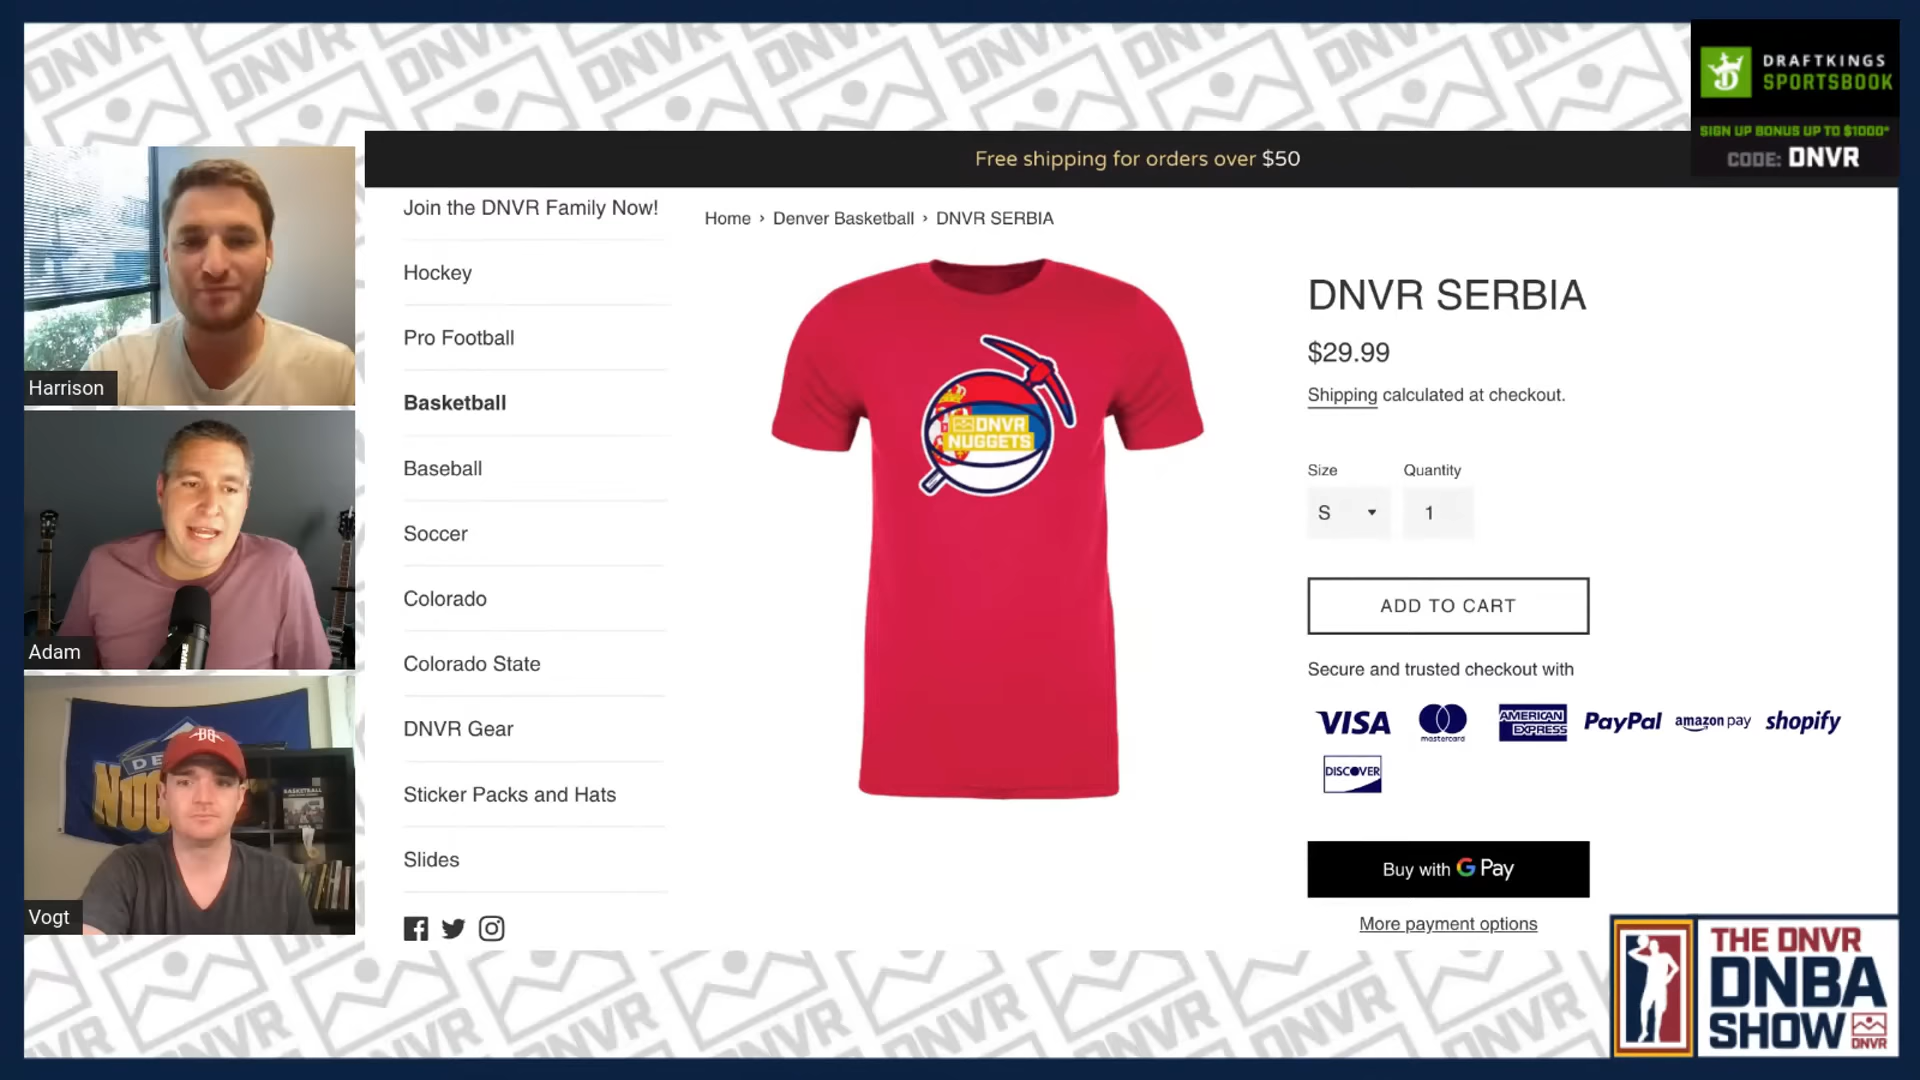 DRAFTKINGS
SPORTSBOOK
SIGN UP BONUS UP TO $1000*
CODE: DNVR
Free shipping for orders over $50
Join the DNVR Family Now!
Hockey
Pro Football
Basketball
Baseball
Soccer
Colorado
Colorado State
DNVR Gear
Sticker Packs and Hats
Slides
Home › Denver Basketball › DNVR SERBIA
DNVR
NUGGETS
DNVR SERBIA
$29.99
Shipping calculated at checkout.
Size Quantity
S 1
ADD TO CART
Secure and trusted checkout with
VISA mastercard AMERICAN EXPRESS PayPal amazon pay shopify
DISCOVER
Buy with G Pay
More payment options
Harrison
Adam
Vogt
BASKETBALL
THE DNVR
DNBA
SHOW
DNVR